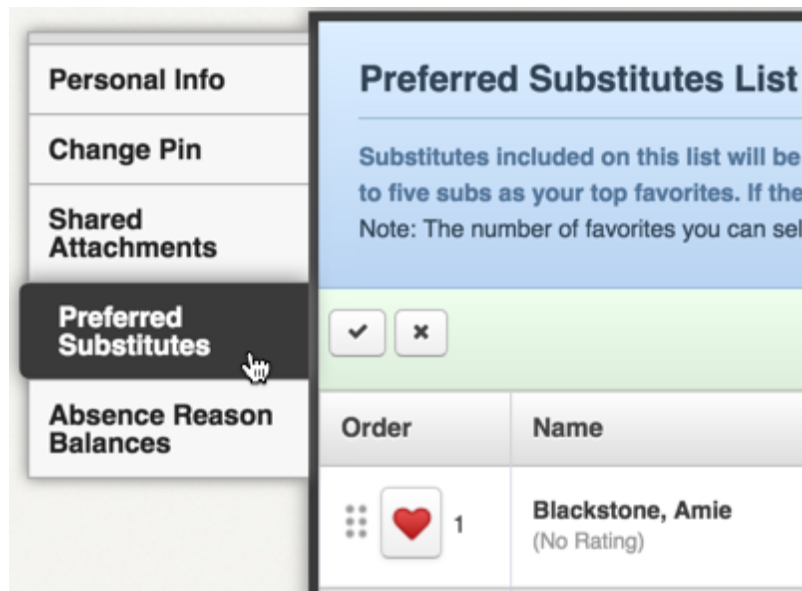 Personal Info
Change Pin
Shared
Attachments
Preferred
Substitutes
Absence Reason
Balances
Preferred Substitutes List
Substitutes included on this list will be
to five subs as your top favorites. If the
Note: The number of favorites you can sel
Order
Name
1
Blackstone, Amie
(No Rating)